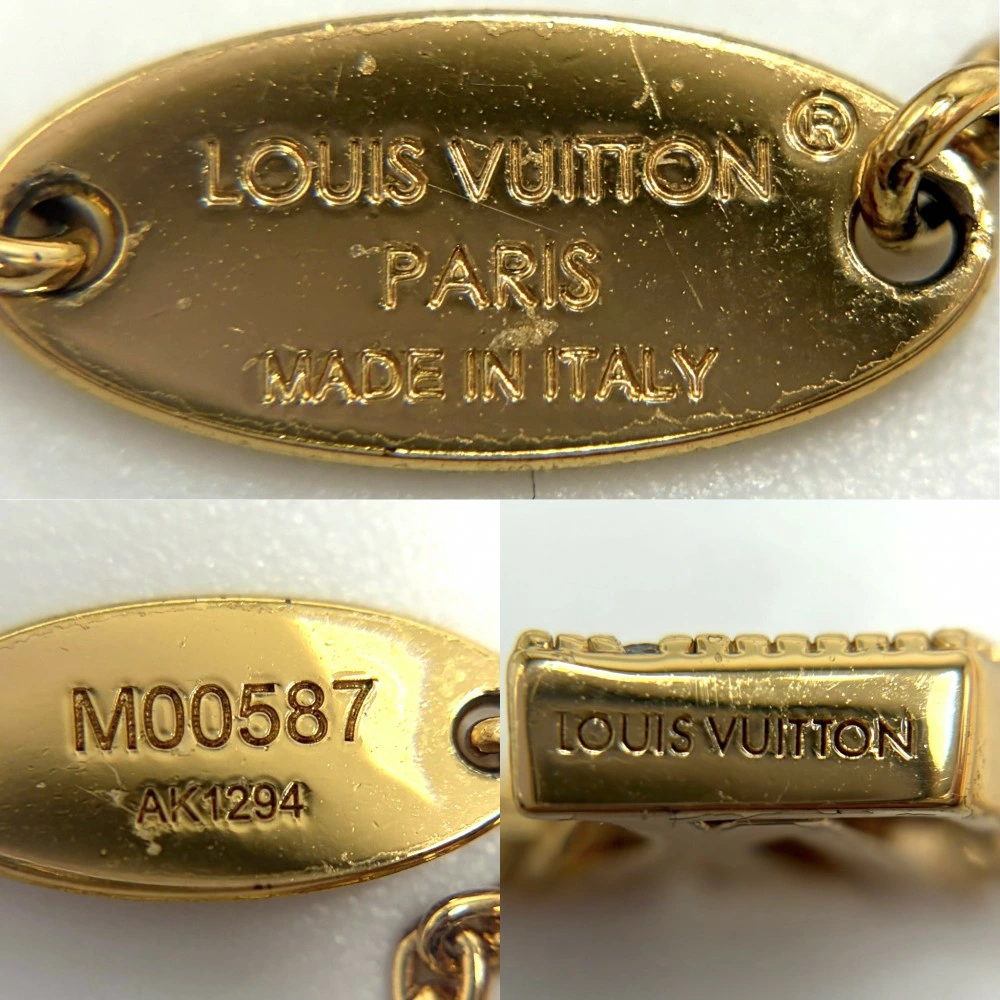 LOUIS VUITTON ®
PARIS
MADE IN ITALY
M00587
AK1294
LOUIS VUITTON